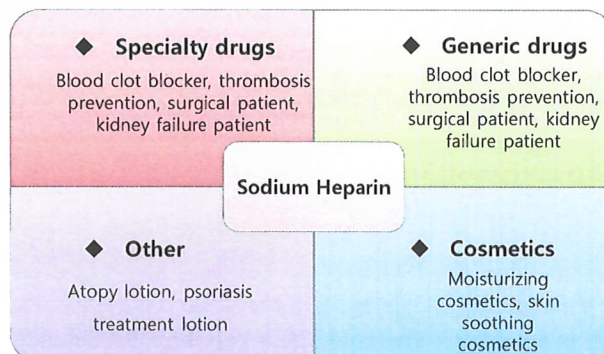 ◆ Specialty drugs
Blood clot blocker, thrombosis
prevention, surgical patient,
kidney failure patient
◆ Generic drugs
Blood clot blocker,
thrombosis prevention,
surgical patient, kidney
failure patient
Sodium Heparin
◆ Other
Atopy lotion, psoriasis
treatment lotion
◆ Cosmetics
Moisturizing
cosmetics, skin
soothing
cosmetics